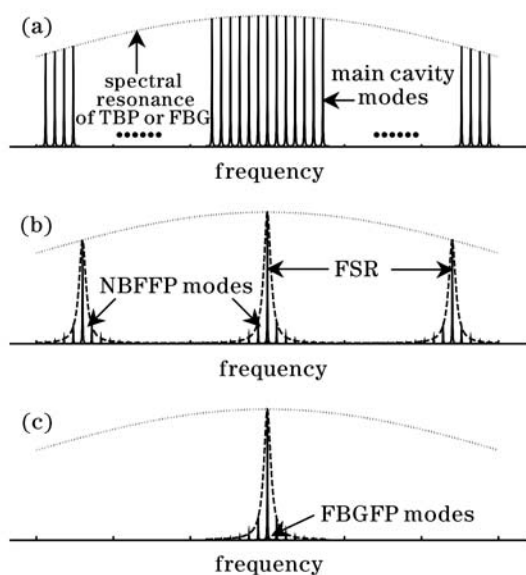 (a)
spectral
resonance
of TBP or FBG
main cavity
modes
frequency
(b)
NBFFP modes
FSR
frequency
(c)
FBGFP modes
frequency